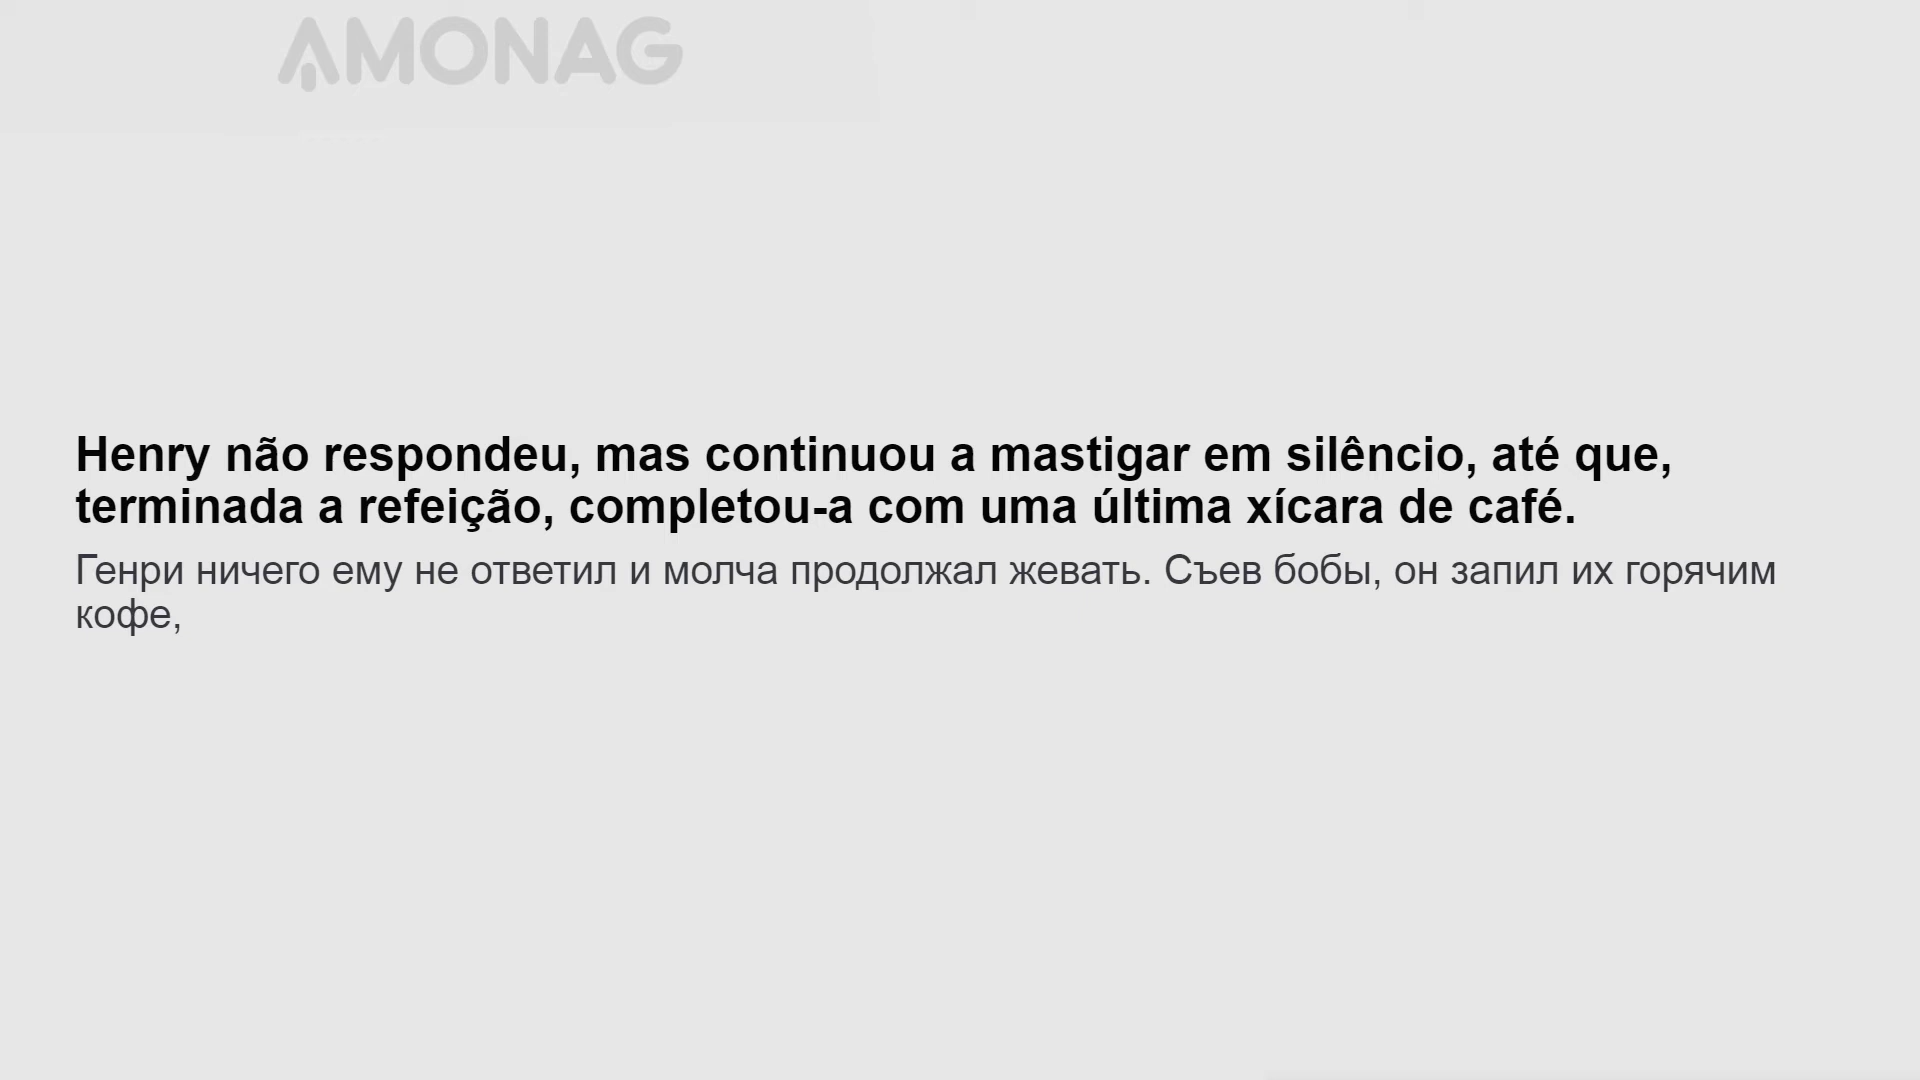 AMONAG
Henry não respondeu, mas continuou a mastigar em silêncio, até que,
terminada a refeição, completou-a com uma última xícara de café.
Генри ничего ему не ответил и молча продолжал жевать. Съев бобы, он запил их горячим
кофе,